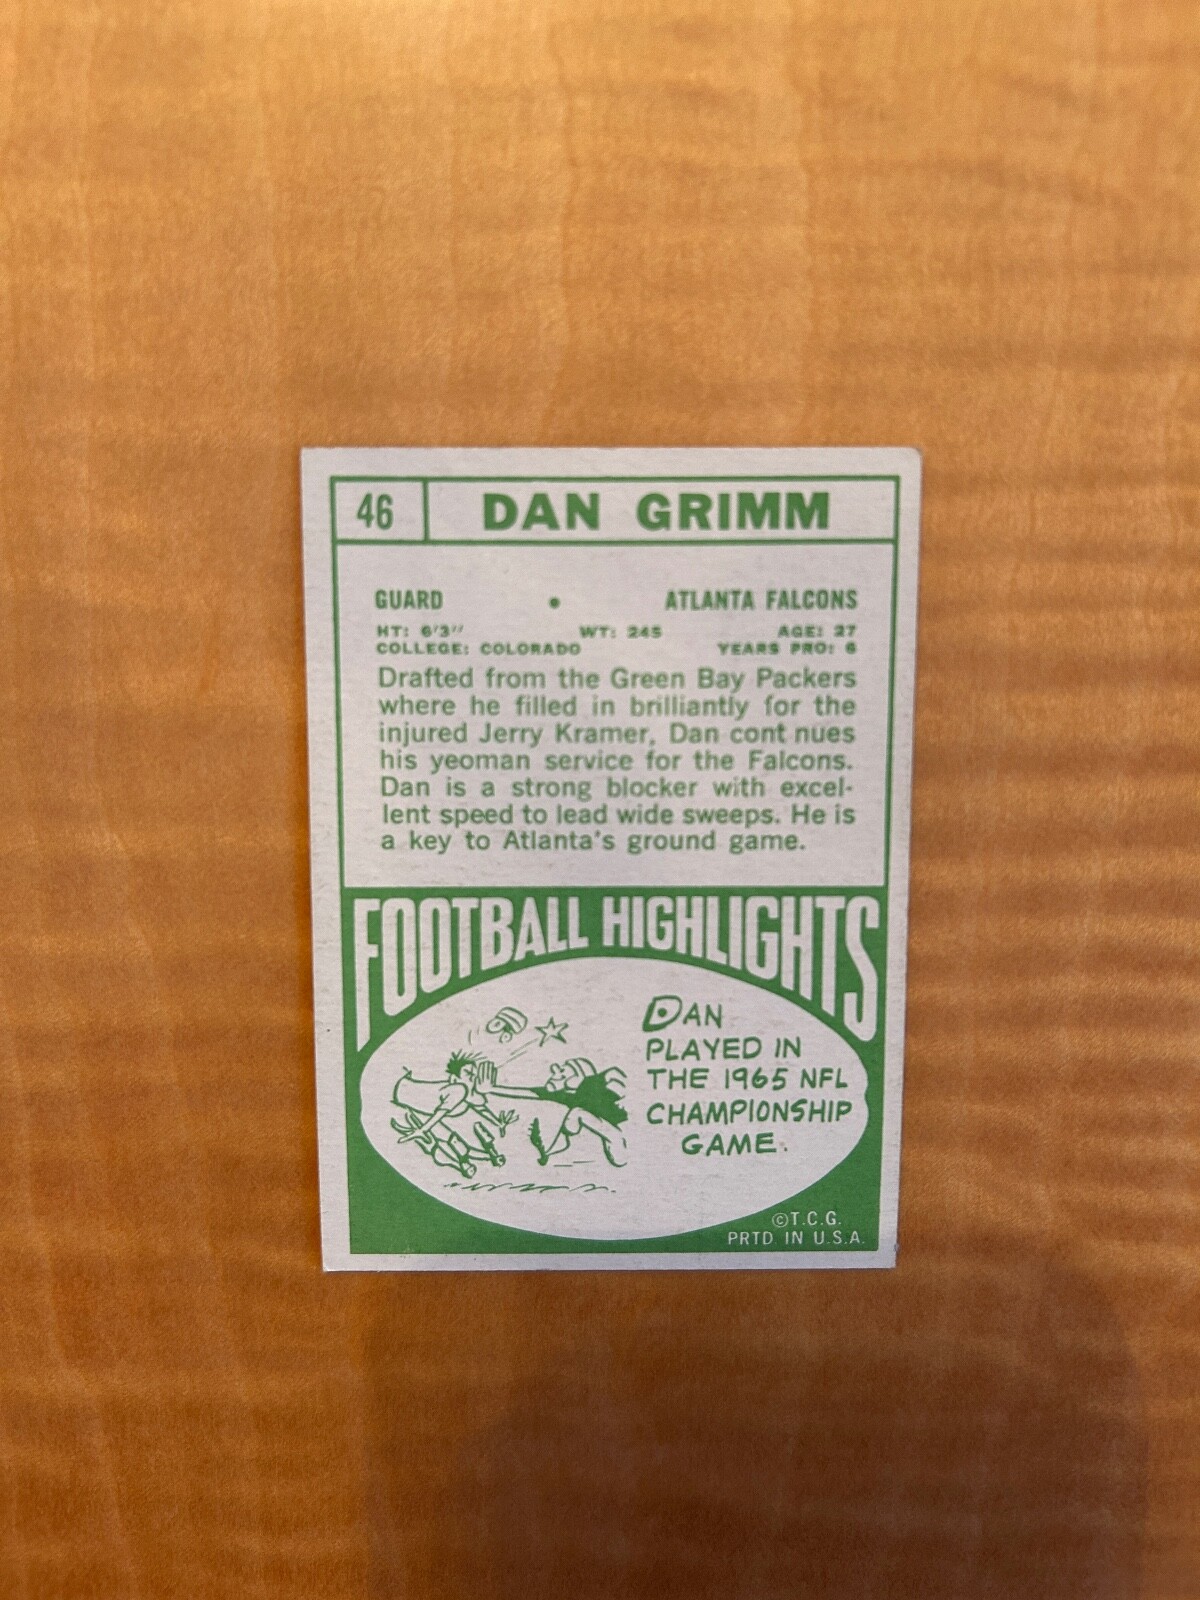 46 DAN GRIMM
GUARD • ATLANTA FALCONS
HT: 6'3" WT: 245 AGE: 27
COLLEGE: COLORADO YEARS PRO: 6
Drafted from the Green Bay Packers
where he filled in brilliantly for the
injured Jerry Kramer, Dan cont nues
his yeoman service for the Falcons.
Dan is a strong blocker with excel-
lent speed to lead wide sweeps. He is
a key to Atlanta's ground game.
FOOTBALL HIGHLIGHTS
DAN
PLAYED IN
THE 1965 NFL
CHAMPIONSHIP
GAME.
©T.C.G.
PRTD. IN U.S.A.